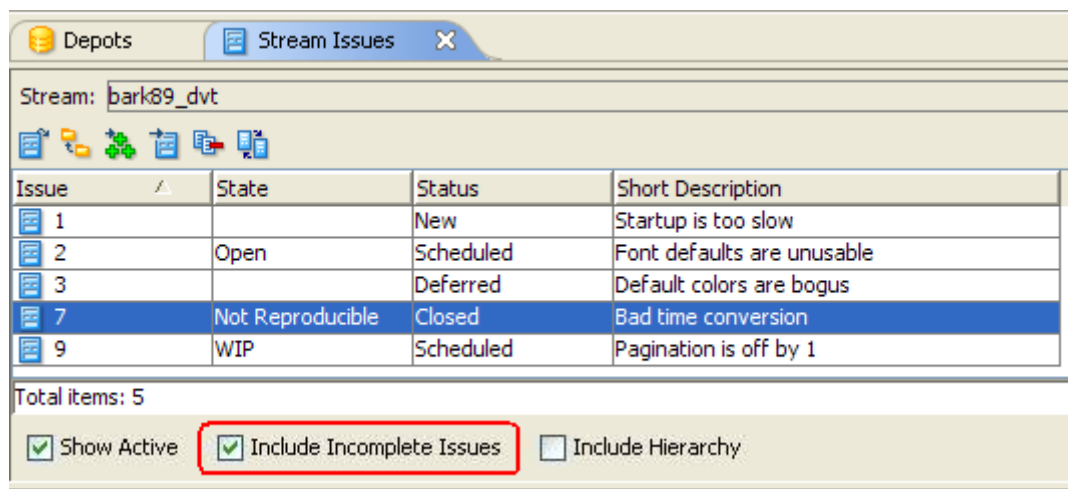 Depots Stream Issues
Stream: bark89_dvt
Issue State Status Short Description
1 New Startup is too slow
2 Open Scheduled Font defaults are unusable
3 Deferred Default colors are bogus
7 Not Reproducible Closed Bad time conversion
9 WIP Scheduled Pagination is off by 1
Total items: 5
Show Active Include Incomplete Issues Include Hierarchy